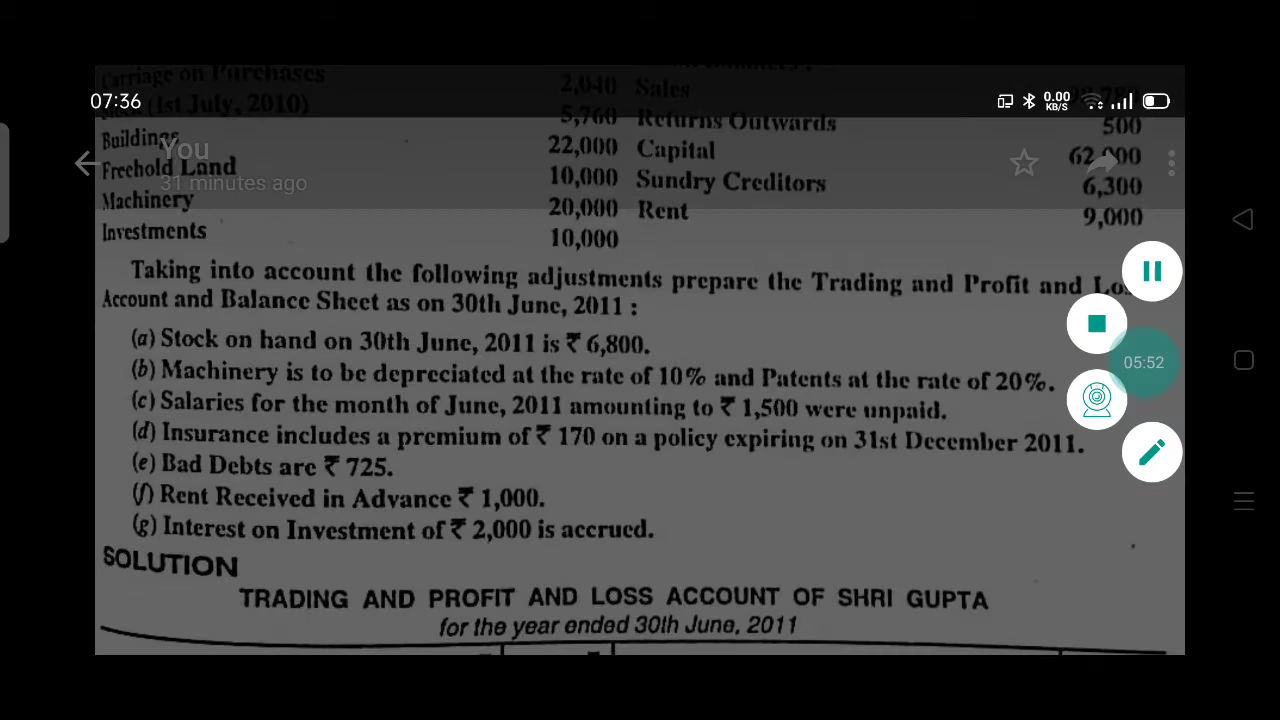 Carriage on Purchases 2,040 Sales
07:36 0.00 KB/S
(1st July, 2010) 5,760 Returns Outwards 500
Buildings 22,000 Capital 62,000
You
Freehold Land 10,000 Sundry Creditors 6,300
31 minutes ago
Machinery 20,000 Rent 9,000
Investments 10,000
Taking into account the following adjustments prepare the Trading and Profit and
Account and Balance Sheet as on 30th June, 2011 :
(a) Stock on hand on 30th June, 2011 is ₹ 6,800.
(b) Machinery is to be depreciated at the rate of 10% and Patents at the rate of 20%.
05:52
(c) Salaries for the month of June, 2011 amounting to ₹ 1,500 were unpaid.
(d) Insurance includes a premium of ₹ 170 on a policy expiring on 31st December 2011.
(e) Bad Debts are ₹ 725.
(f) Rent Received in Advance ₹ 1,000.
(g) Interest on Investment of ₹ 2,000 is accrued.
SOLUTION
TRADING AND PROFIT AND LOSS ACCOUNT OF SHRI GUPTA
for the year ended 30th June, 2011